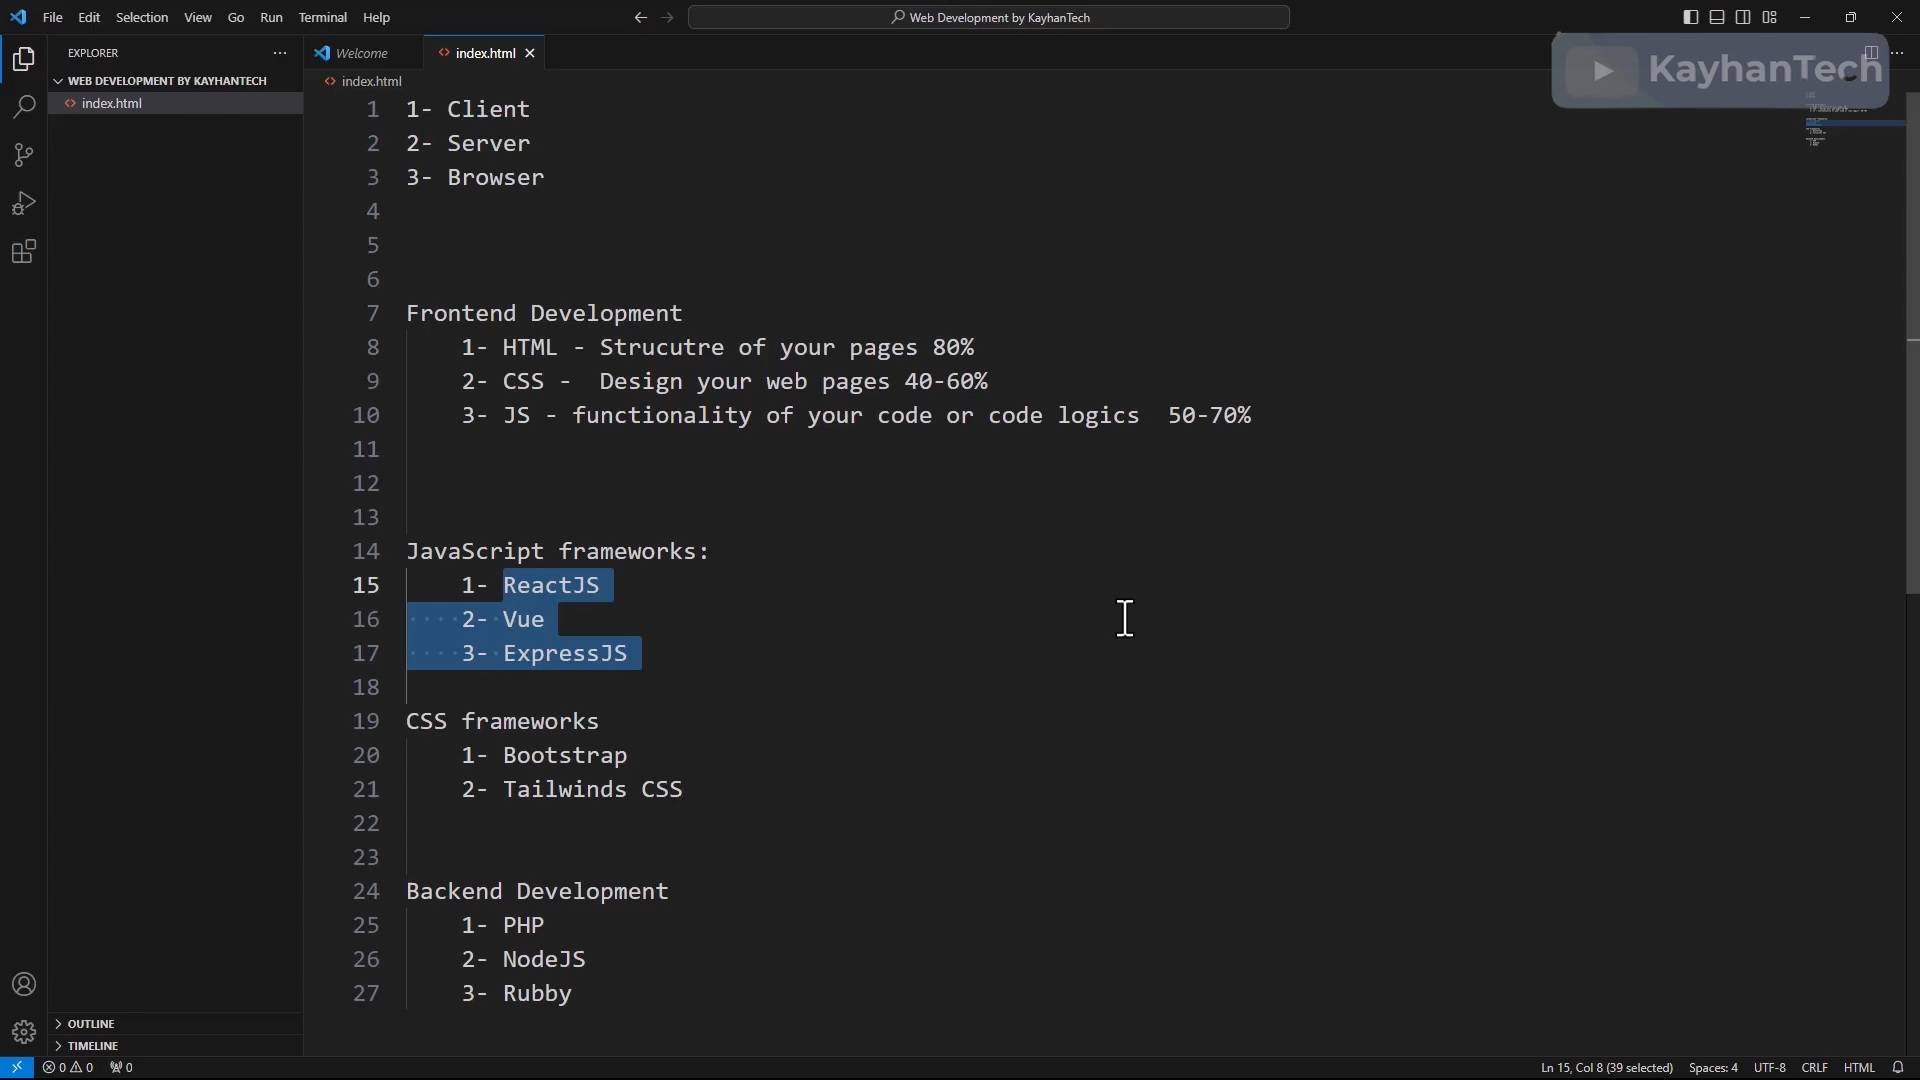 File Edit Selection View Go Run Terminal Help
Web Development by KayhanTech
EXPLORER
WEB DEVELOPMENT BY KAYHANTECH
index.html
Welcome
index.html
KayhanTech
index.html
1 1- Client
2 2- Server
3 3- Browser
4
5
6
7 Frontend Development
8 1- HTML - Strucutre of your pages 80%
9 2- CSS -  Design your web pages 40-60%
10 3- JS - functionality of your code or code logics  50-70%
11
12
13
14 JavaScript frameworks:
15 1- ReactJS
16 2- Vue
17 3- ExpressJS
18
19 CSS frameworks
20 1- Bootstrap
21 2- Tailwinds CSS
22
23
24 Backend Development
25 1- PHP
26 2- NodeJS
27 3- Rubby
OUTLINE
TIMELINE
0 0 0 Ln 15, Col 8 (39 selected) Spaces: 4 UTF-8 CRLF HTML